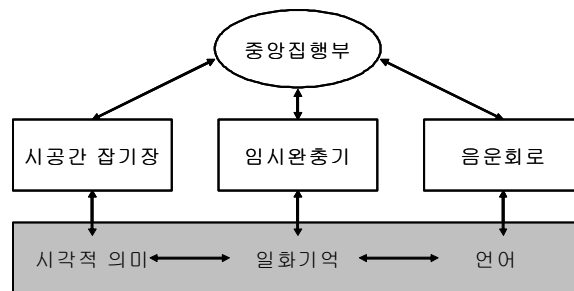 중앙집행부
시공간 잡기장
임시완충기
음운회로
시각적 의미
일화기억
언어